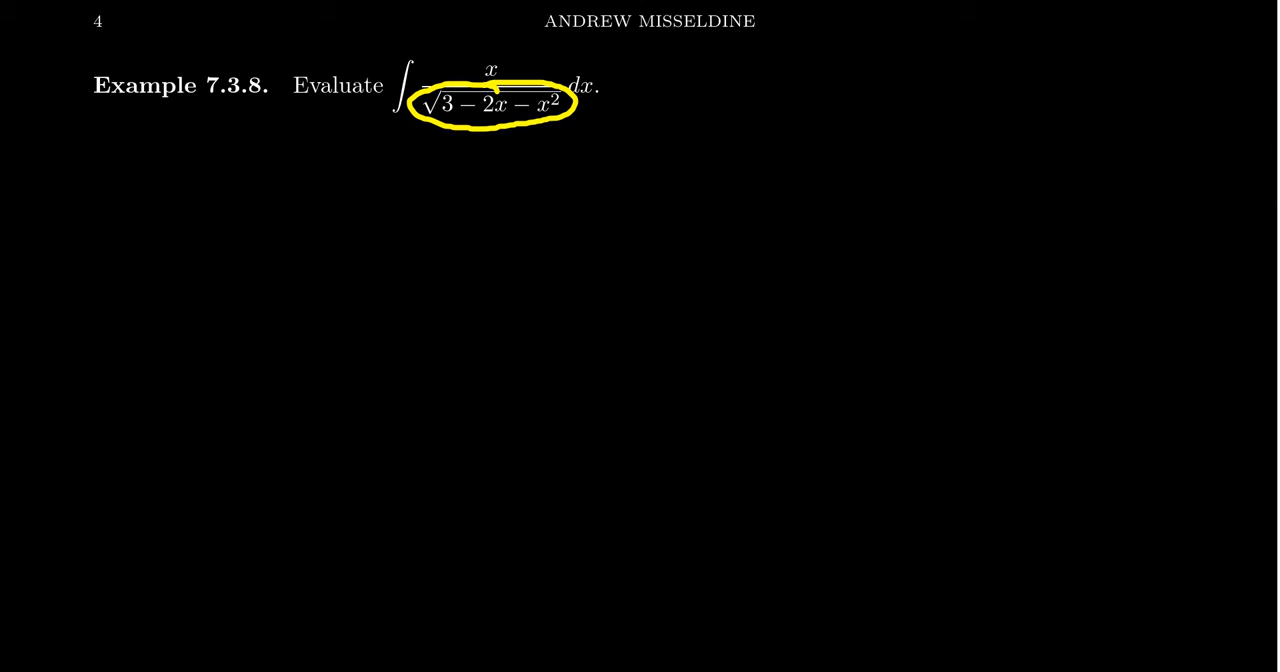 4 ANDREW MISSELDINE
Example 7.3.8. Evaluate ∫ x / √(3 − 2x − x²) dx.